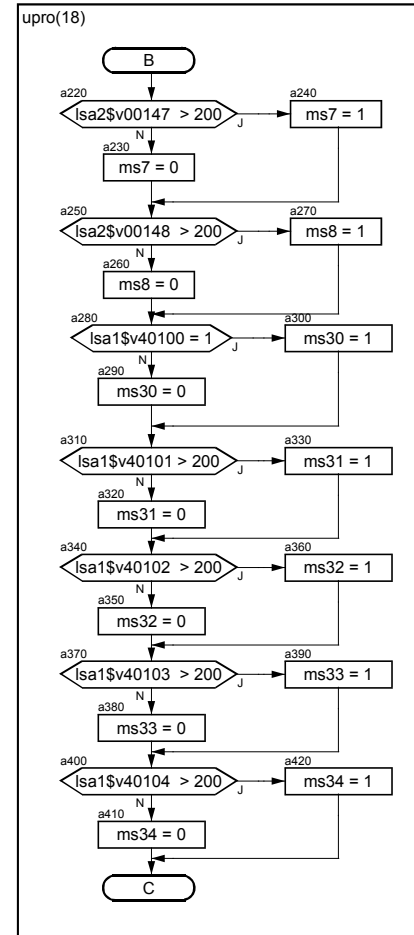 upro(18)
B
a220
lsa2$v00147 > 200
J
N
a240
ms7 = 1
a230
ms7 = 0
a250
lsa2$v00148 > 200
J
N
a270
ms8 = 1
a260
ms8 = 0
a280
lsa1$v40100 = 1
J
N
a300
ms30 = 1
a290
ms30 = 0
a310
lsa1$v40101 > 200
J
N
a330
ms31 = 1
a320
ms31 = 0
a340
lsa1$v40102 > 200
J
N
a360
ms32 = 1
a350
ms32 = 0
a370
lsa1$v40103 > 200
J
N
a390
ms33 = 1
a380
ms33 = 0
a400
lsa1$v40104 > 200
J
N
a420
ms34 = 1
a410
ms34 = 0
C